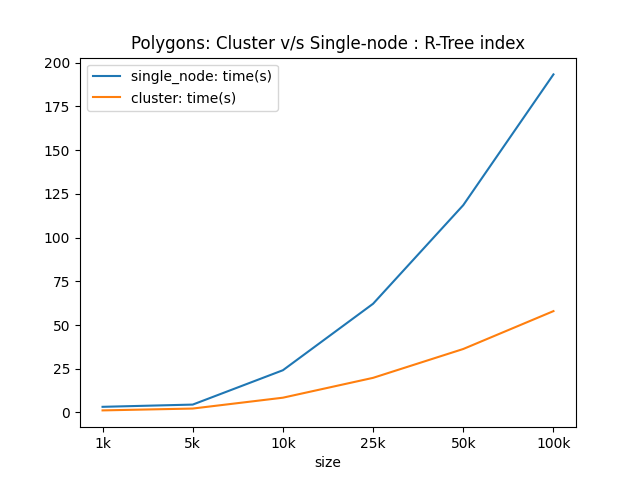 Polygons: Cluster v/s Single-node : R-Tree index
single_node: time(s)
cluster: time(s)
200
175
150
125
100
75
50
25
0
1k 5k 10k 25k 50k 100k
size